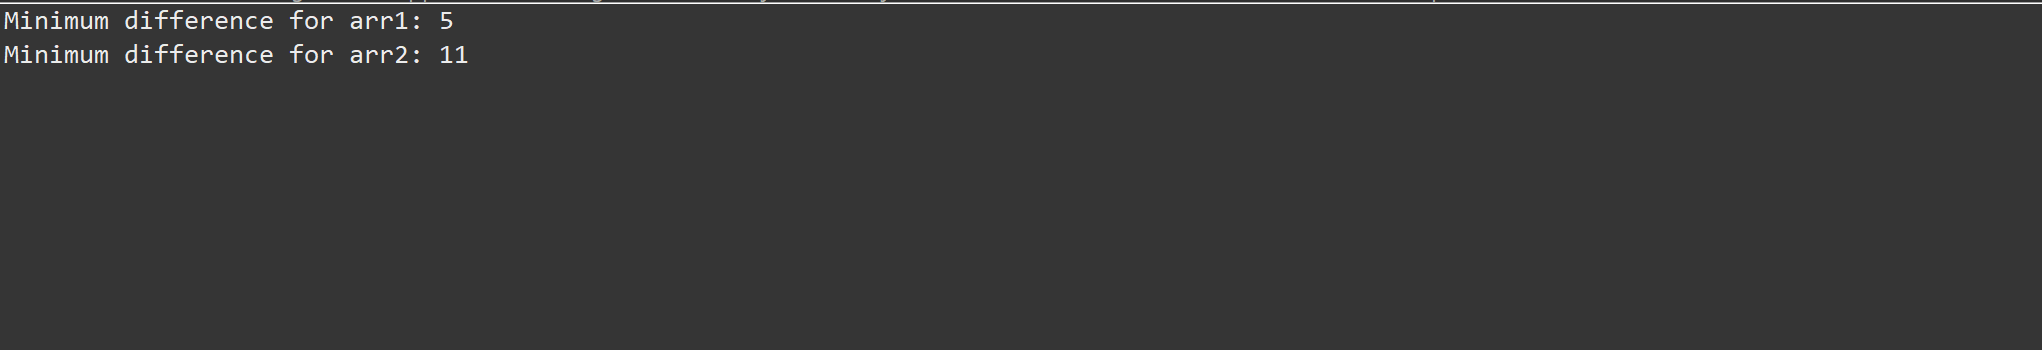 Minimum difference for arr1: 5
Minimum difference for arr2: 11